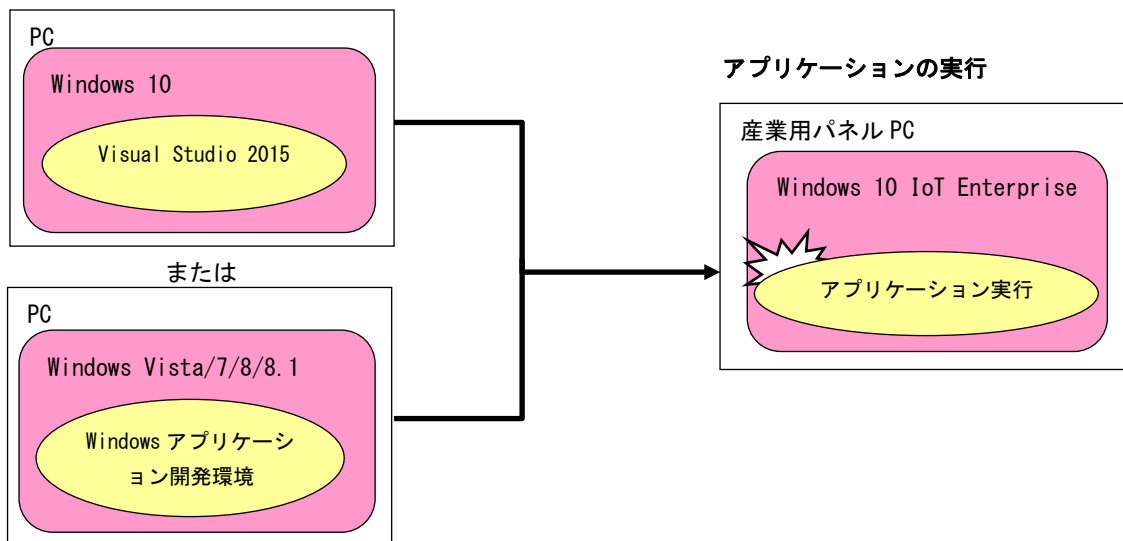 PC
Windows 10
Visual Studio 2015
または
PC
Windows Vista/7/8/8.1
Windows アプリケーシ
ョン開発環境
アプリケーションの実行
産業用パネル PC
Windows 10 IoT Enterprise
アプリケーション実行